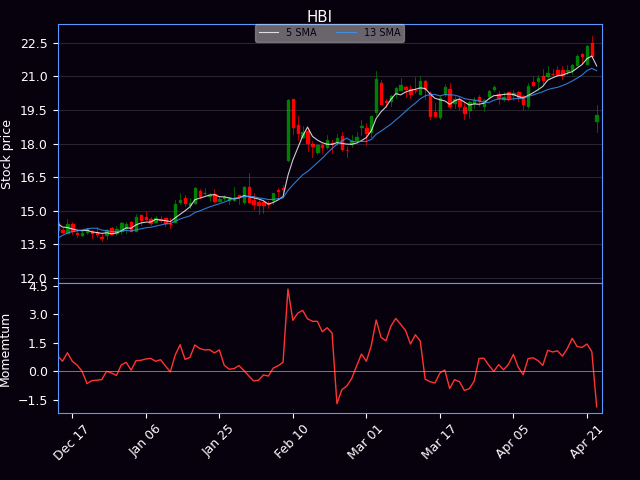 HBI
5 SMA
13 SMA
Stock price
22.5
21.0
19.5
18.0
16.5
15.0
13.5
12.0
Momemtum
4.5
3.0
1.5
0.0
−1.5
Dec 17
Jan 06
Jan 25
Feb 10
Mar 01
Mar 17
Apr 05
Apr 21